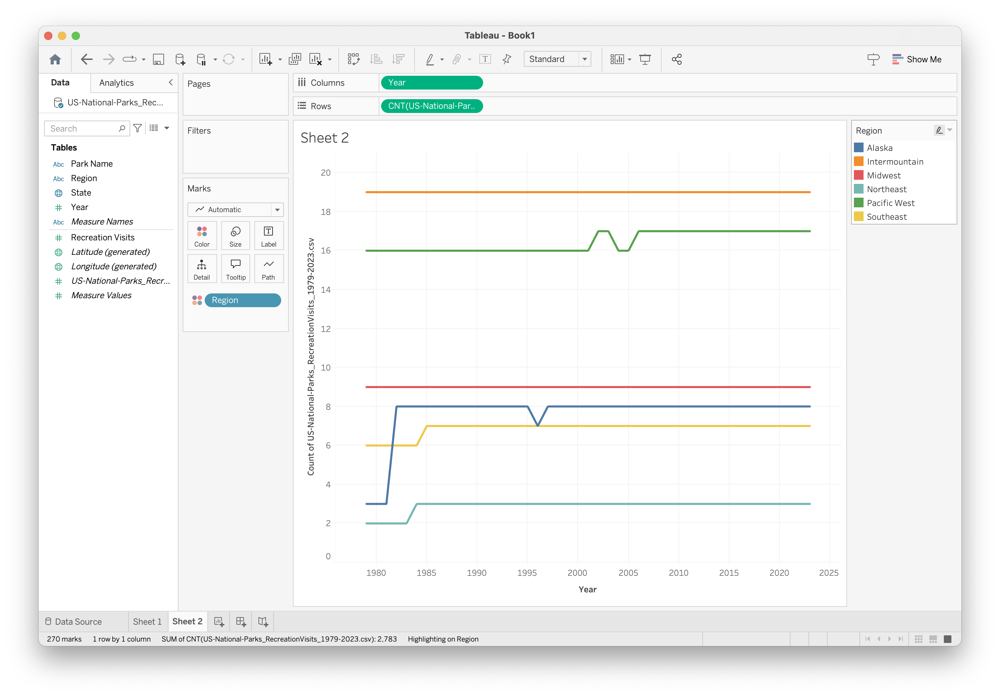 Tableau - Book1
Standard
Show Me
Data
Analytics
US-National-Parks_Rec...
Search
Tables
Abc Park Name
Abc Region
State
Year
Abc Measure Names
Recreation Visits
Latitude (generated)
Longitude (generated)
US-National-Parks_Recr...
Measure Values
Pages
Filters
Marks
Automatic
Color
Size
Label
Detail
Tooltip
Path
Region
Columns
Year
Rows
CNT(US-National-Par..
Sheet 2
Count of US-National-Parks_RecreationVisits_1979-2023.csv
20
18
16
14
12
10
8
6
4
2
0
1980 1985 1990 1995 2000 2005 2010 2015 2020 2025
Year
Region
Alaska
Intermountain
Midwest
Northeast
Pacific West
Southeast
Data Source
Sheet 1
Sheet 2
270 marks 1 row by 1 column SUM of CNT(US-National-Parks_RecreationVisits_1979-2023.csv): 2,783 Highlighting on Region